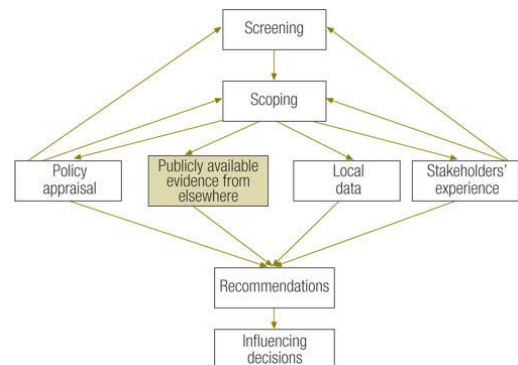 Screening
Scoping
Policy
appraisal
Publicly available
evidence from
elsewhere
Local
data
Stakeholders'
experience
Recommendations
Influencing
decisions